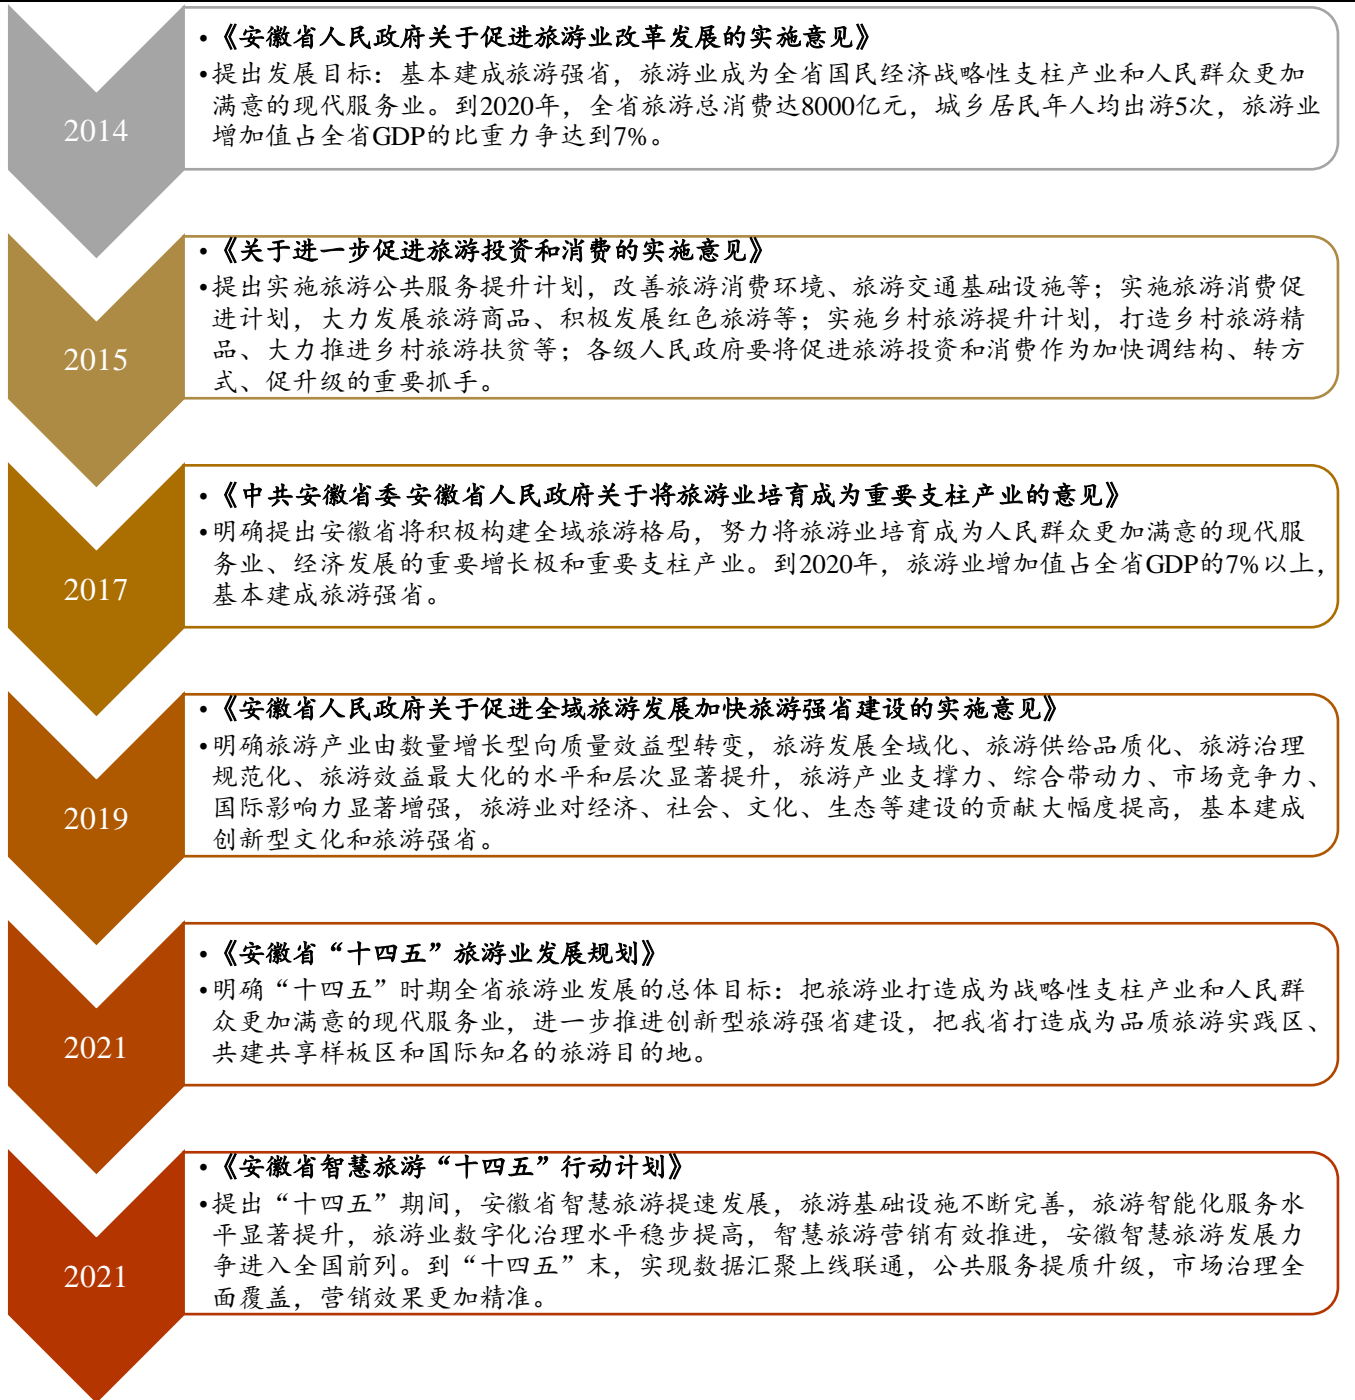 2014
•《安徽省人民政府关于促进旅游业改革发展的实施意见》
•提出发展目标：基本建成旅游强省，旅游业成为全省国民经济战略性支柱产业和人民群众更加
满意的现代服务业。到2020年，全省旅游总消费达8000亿元，城乡居民年人均出游5次，旅游业
增加值占全省GDP的比重力争达到7%。
2015
•《关于进一步促进旅游投资和消费的实施意见》
•提出实施旅游公共服务提升计划，改善旅游消费环境、旅游交通基础设施等；实施旅游消费促
进计划，大力发展旅游商品、积极发展红色旅游等；实施乡村旅游提升计划，打造乡村旅游精
品、大力推进乡村旅游扶贫等；各级人民政府要将促进旅游投资和消费作为加快调结构、转方
式、促升级的重要抓手。
2017
•《中共安徽省委 安徽省人民政府关于将旅游业培育成为重要支柱产业的意见》
•明确提出安徽省将积极构建全域旅游格局，努力将旅游业培育成为人民群众更加满意的现代服
务业、经济发展的重要增长极和重要支柱产业。到2020年，旅游业增加值占全省GDP的7%以上，
基本建成旅游强省。
2019
•《安徽省人民政府关于促进全域旅游发展加快旅游强省建设的实施意见》
•明确旅游产业由数量增长型向质量效益型转变，旅游发展全域化、旅游供给品质化、旅游治理
规范化、旅游效益最大化的水平和层次显著提升，旅游产业支撑力、综合带动力、市场竞争力、
国际影响力显著增强，旅游业对经济、社会、文化、生态等建设的贡献大幅度提高，基本建成
创新型文化和旅游强省。
2021
•《安徽省“十四五”旅游业发展规划》
•明确“十四五”时期全省旅游业发展的总体目标：把旅游业打造成为战略性支柱产业和人民群
众更加满意的现代服务业，进一步推进创新型旅游强省建设，把我省打造成为品质旅游实践区、
共建共享样板区和国际知名的旅游目的地。
2021
•《安徽省智慧旅游“十四五”行动计划》
•提出“十四五”期间，安徽省智慧旅游提速发展，旅游基础设施不断完善，旅游智能化服务水
平显著提升，旅游业数字化治理水平稳步提高，智慧旅游营销有效推进，安徽智慧旅游发展力
争进入全国前列。到“十四五”末，实现数据汇聚上线联通，公共服务提质升级，市场治理全
面覆盖，营销效果更加精准。